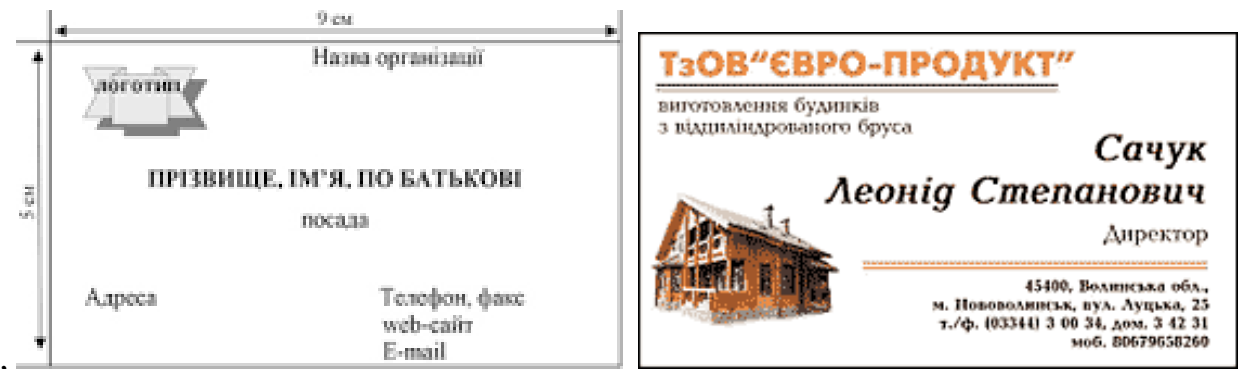 9 см
Назва організації
ЛОГОТИП
5 см
ПРІЗВИЩЕ, ІМ’Я, ПО БАТЬКОВІ
посада
Адреса
Телефон, факс
web-сайт
E-mail
ТзОВ“ЄВРО-ПРОДУКТ”
виготовлення будинків
з відциліндрованого бруса
Сачук
Леонід Степанович
Директор
45400, Волинська обл.,
м. Нововолинськ, вул. Луцька, 25
т./ф. (03344) 3 00 34, дом. 3 42 31
моб. 80679658260